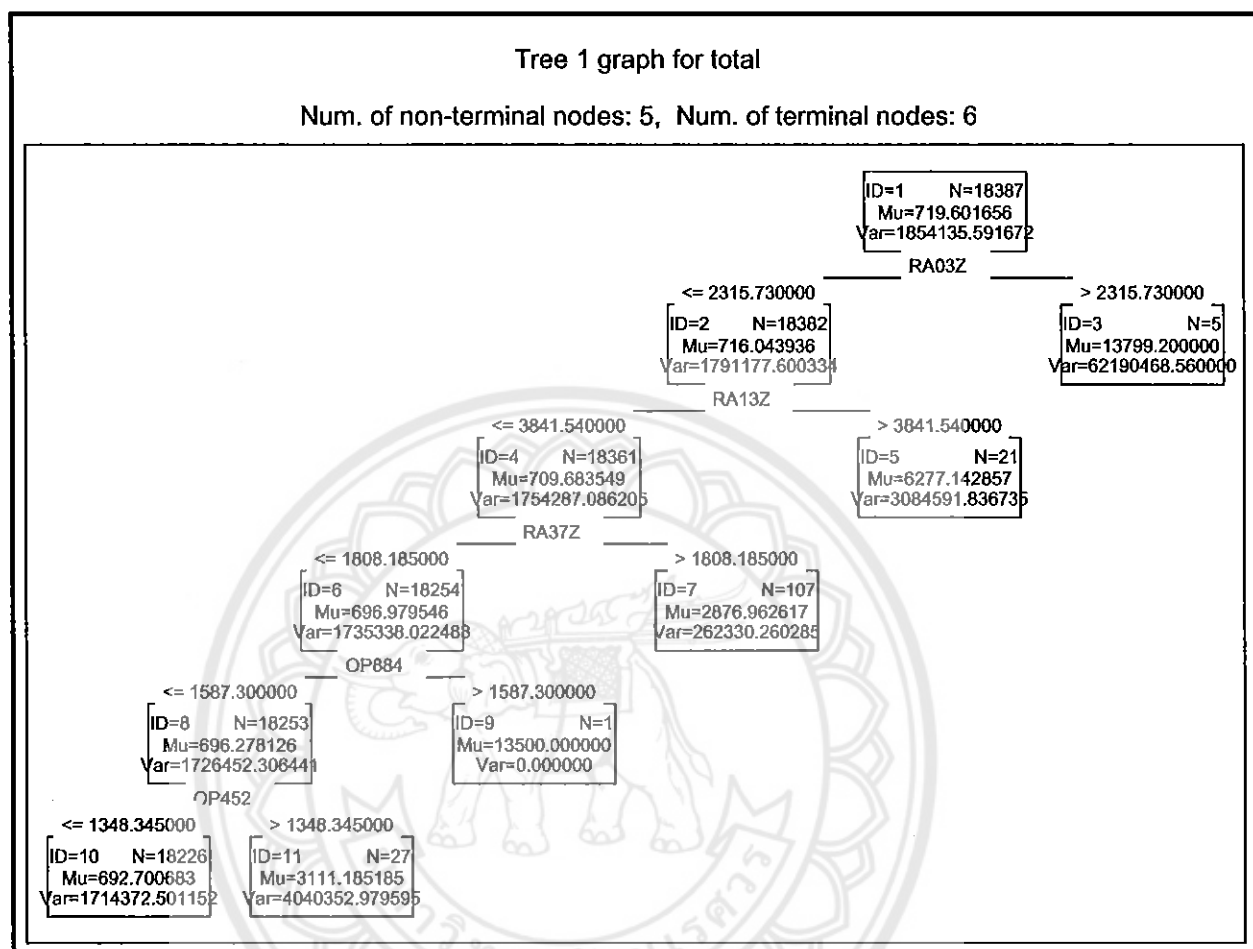 Tree 1 graph for total
Num. of non-terminal nodes: 5, Num. of terminal nodes: 6
ID=1 N=18387
Mu=719.601656
Var=1854135.591672
RA03Z
<= 2315.730000
> 2315.730000
ID=2 N=18382
Mu=716.043936
Var=1791177.600334
ID=3 N=5
Mu=13799.200000
Var=62190468.560000
RA13Z
<= 3841.540000
> 3841.540000
ID=4 N=18361
Mu=709.683549
Var=1754287.086205
ID=5 N=21
Mu=6277.142857
Var=3084591.836735
RA37Z
<= 1808.185000
> 1808.185000
ID=6 N=18254
Mu=696.979546
Var=1735338.022488
ID=7 N=107
Mu=2876.962617
Var=262330.260285
OP884
<= 1587.300000
> 1587.300000
ID=8 N=18253
Mu=696.278126
Var=1726452.306441
ID=9 N=1
Mu=13500.000000
Var=0.000000
OP452
<= 1348.345000
> 1348.345000
ID=10 N=18226
Mu=692.700683
Var=1714372.501152
ID=11 N=27
Mu=3111.185185
Var=4040352.979595